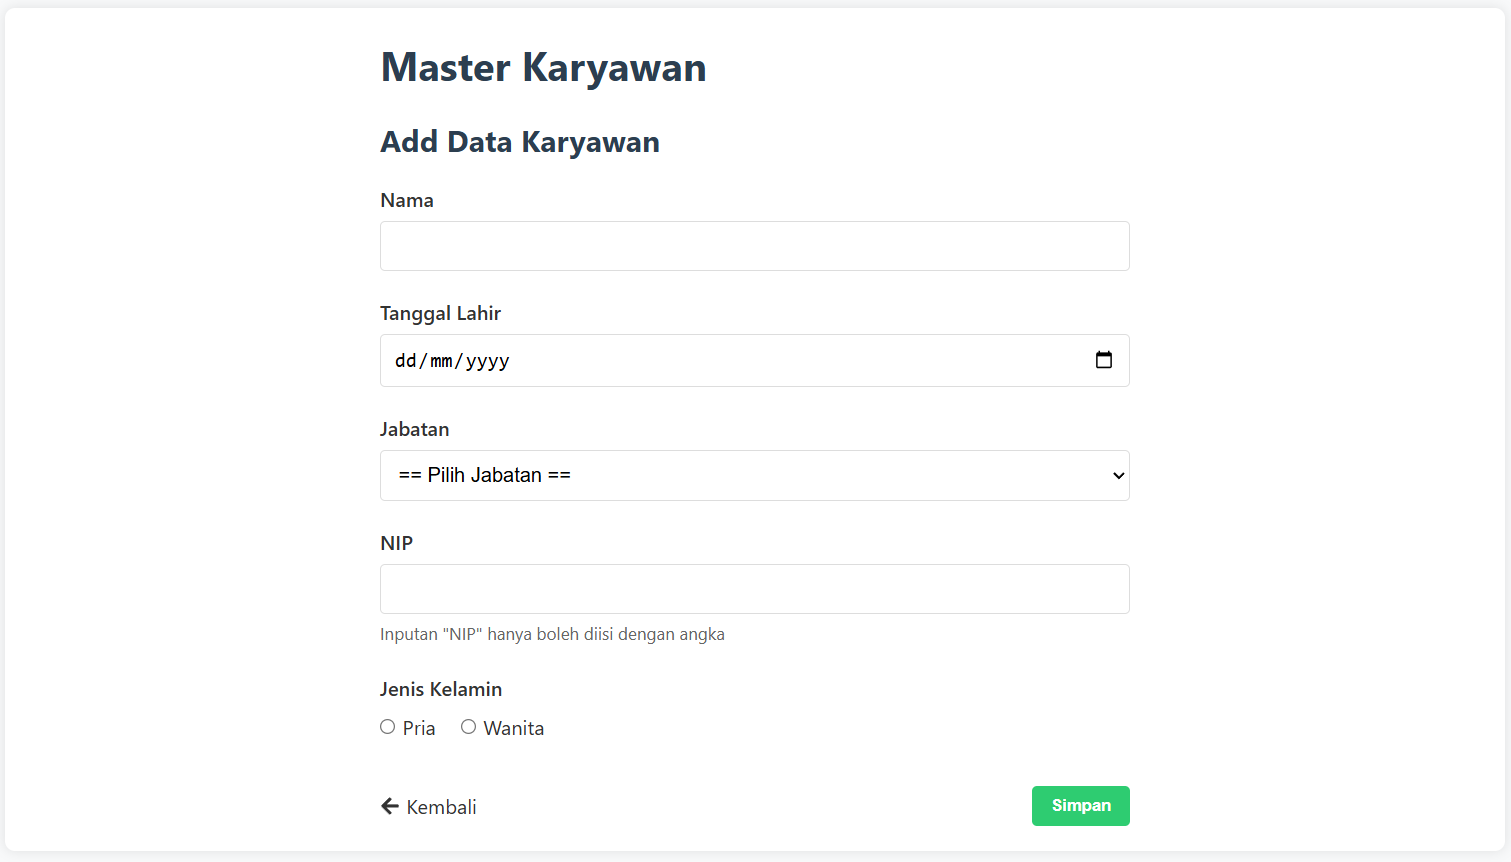 Master Karyawan
Add Data Karyawan
Nama
Tanggal Lahir
dd/mm/yyyy
Jabatan
== Pilih Jabatan ==
NIP
Inputan "NIP" hanya boleh diisi dengan angka
Jenis Kelamin
Pria Wanita
Kembali Simpan